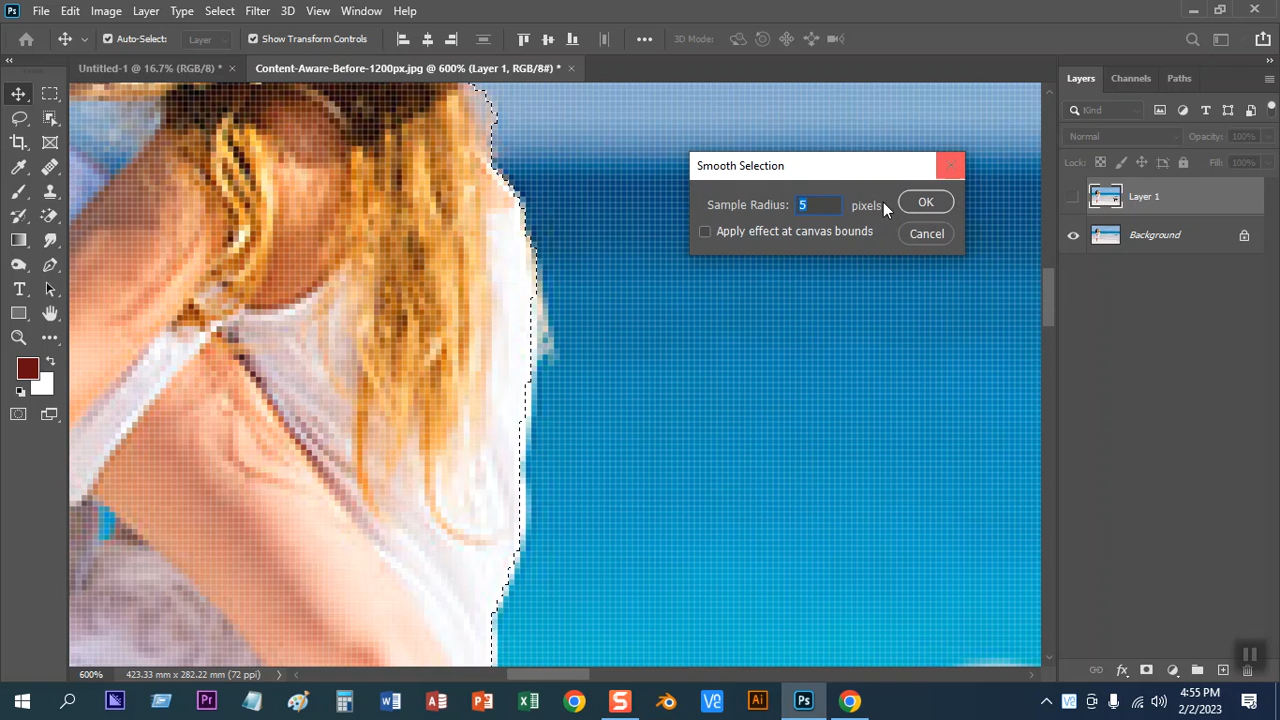 Ps File Edit Image Layer Type Select Filter 3D View Window Help
Auto-Select: Layer Show Transform Controls 3D Mode:
Untitled-1 @ 16.7% (RGB/8) * × Content-Aware-Before-1200px.jpg @ 600% (Layer 1, RGB/8#) * ×
Layers Channels Paths
Kind
Normal Opacity: 100%
Lock: Fill: 100%
Layer 1
Background
Smooth Selection
Sample Radius: 5 pixels OK
Apply effect at canvas bounds Cancel
600% 423.33 mm x 282.22 mm (72 ppi)
Pr Ai Ps
4:55 PM
2/2/2023